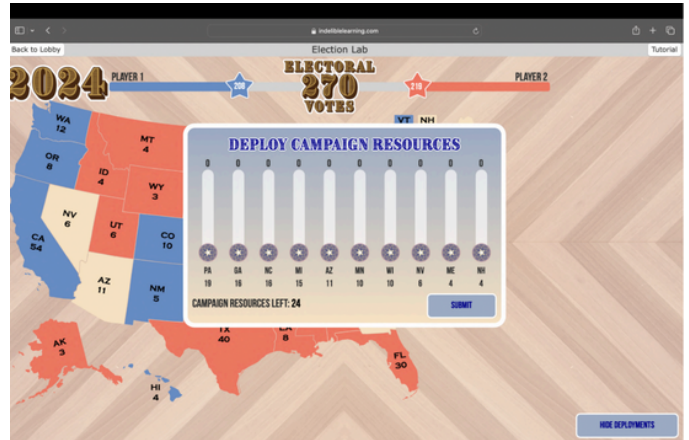 indeliblelearning.com
Back to Lobby
Election Lab
Tutorial
2024
PLAYER 1
208
ELECTORAL
270
VOTES
PLAYER 2
VT NH
WA
12
MT
4
OR
8
ID
4
WY
3
NV
6
UT
6
CO
10
CA
54
AZ
11
NM
5
DEPLOY CAMPAIGN RESOURCES
0 0 0 0 0 0 0 0 0 0
PA GA NC MI AZ MN WI NV ME NH
19 16 16 15 11 10 10 6 4 4
CAMPAIGN RESOURCES LEFT: 24
SUBMIT
TX
40
LA
8
AK
3
FL
30
HI
4
HIDE DEPLOYMENTS